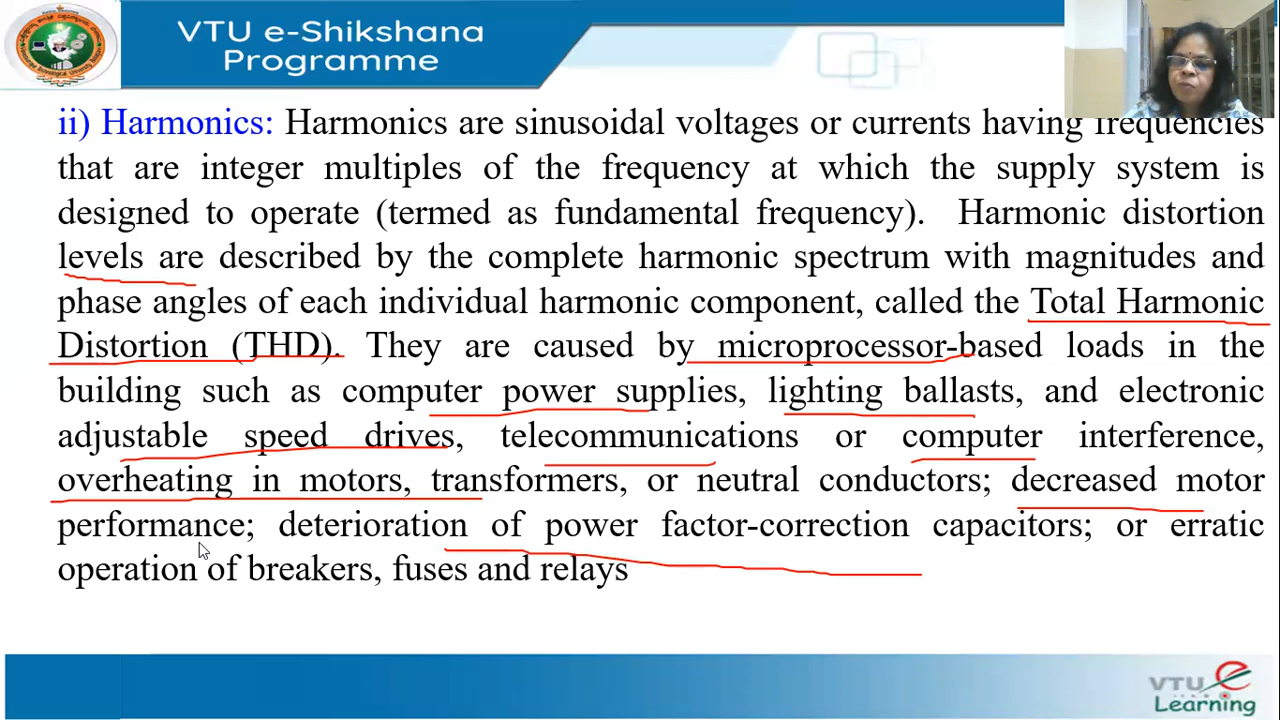 VTU e-Shikshana
Programme
ii) Harmonics: Harmonics are sinusoidal voltages or currents having frequencies
that are integer multiples of the frequency at which the supply system is
designed to operate (termed as fundamental frequency). Harmonic distortion
levels are described by the complete harmonic spectrum with magnitudes and
phase angles of each individual harmonic component, called the Total Harmonic
Distortion (THD). They are caused by microprocessor-based loads in the
building such as computer power supplies, lighting ballasts, and electronic
adjustable speed drives, telecommunications or computer interference,
overheating in motors, transformers, or neutral conductors; decreased motor
performance; deterioration of power factor-correction capacitors; or erratic
operation of breakers, fuses and relays
VTU e
Learning